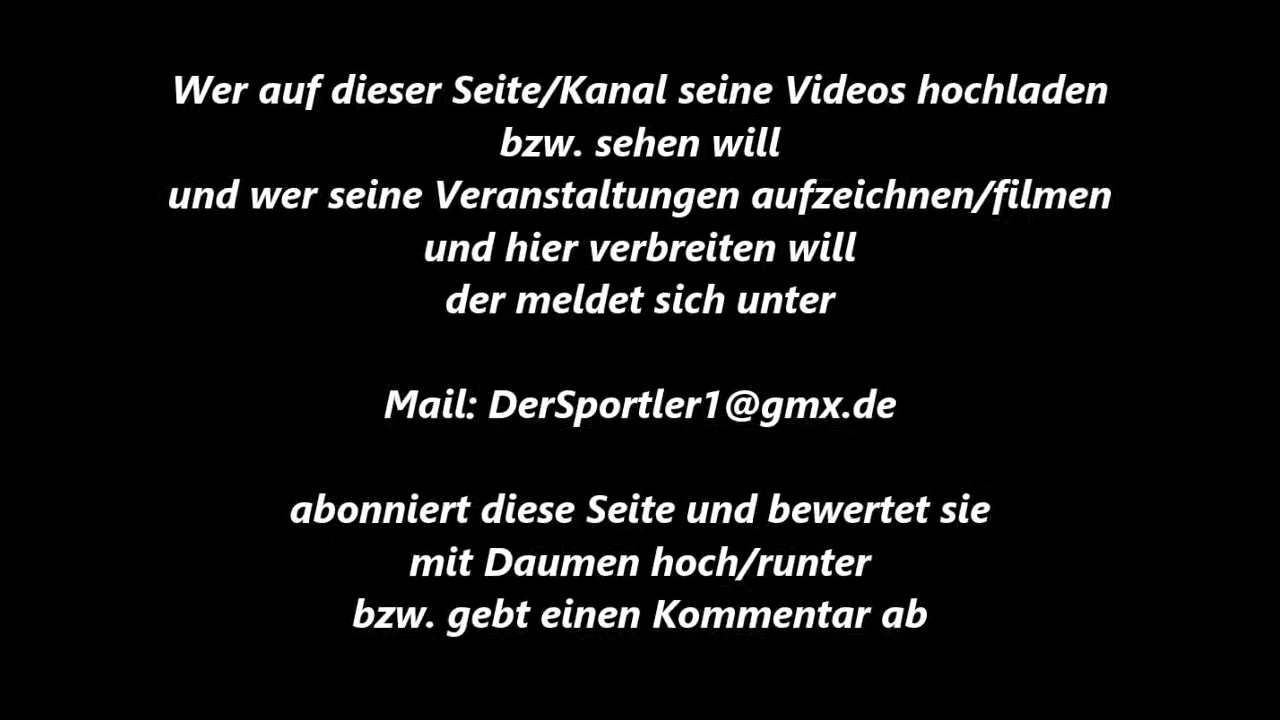 Wer auf dieser Seite/Kanal seine Videos hochladen
bzw. sehen will
und wer seine Veranstaltungen aufzeichnen/filmen
und hier verbreiten will
der meldet sich unter
Mail: DerSportler1@gmx.de
abonniert diese Seite und bewertet sie
mit Daumen hoch/runter
bzw. gebt einen Kommentar ab